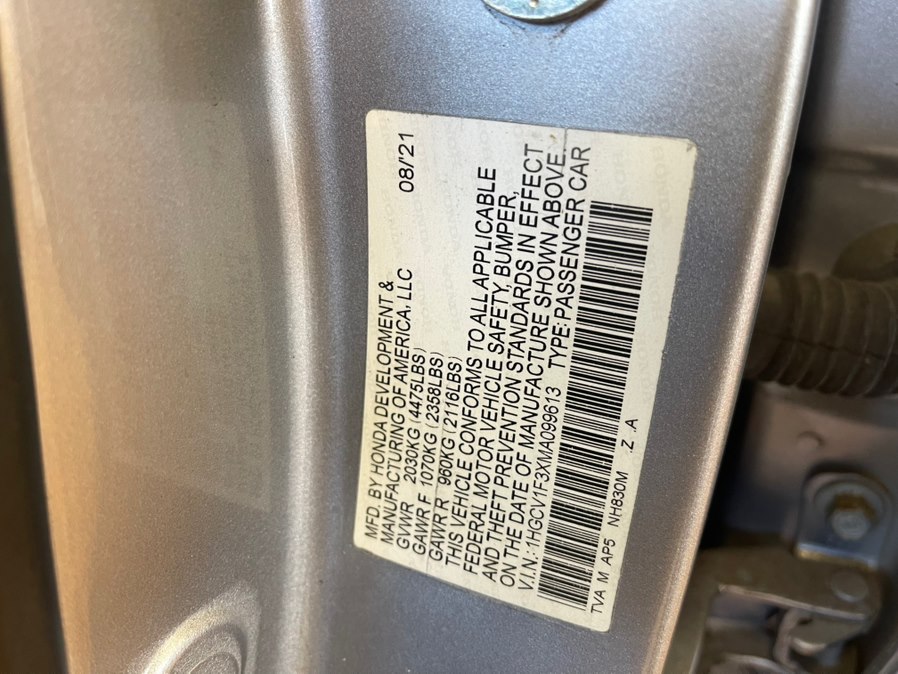 MFD. BY HONDA DEVELOPMENT &
MANUFACTURING OF AMERICA, LLC 08/'21
GVWR 2030KG (4475LBS)
GAWR F 1070KG (2358LBS)
GAWR R 960KG (2116LBS)
THIS VEHICLE CONFORMS TO ALL APPLICABLE
FEDERAL MOTOR VEHICLE SAFETY, BUMPER,
AND THEFT PREVENTION STANDARDS IN EFFECT
ON THE DATE OF MANUFACTURE SHOWN ABOVE.
V.I.N.: 1HGCV1F3XMA099613 TYPE: PASSENGER CAR
TVA M AP5 NH830M .Z .A